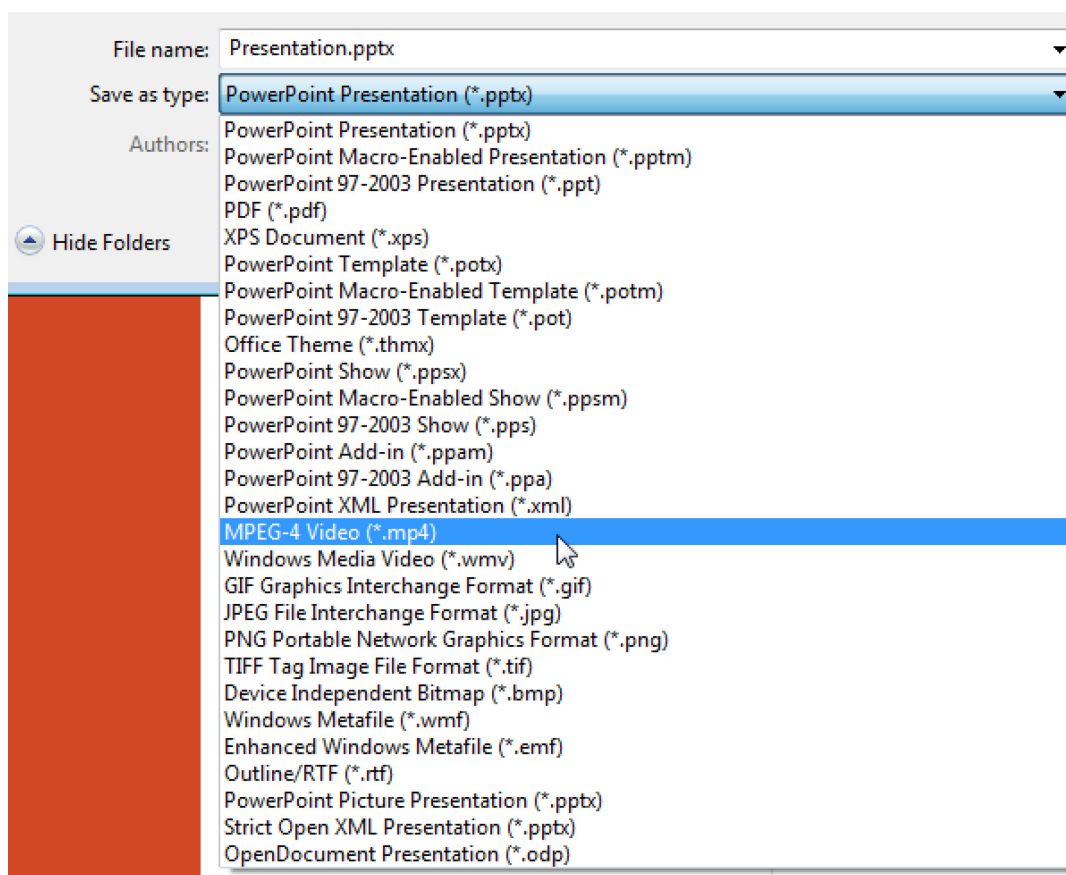 File name: Presentation.pptx
Save as type: PowerPoint Presentation (*.pptx)
Authors:
Hide Folders
PowerPoint Presentation (*.pptx)
PowerPoint Macro-Enabled Presentation (*.pptm)
PowerPoint 97-2003 Presentation (*.ppt)
PDF (*.pdf)
XPS Document (*.xps)
PowerPoint Template (*.potx)
PowerPoint Macro-Enabled Template (*.potm)
PowerPoint 97-2003 Template (*.pot)
Office Theme (*.thmx)
PowerPoint Show (*.ppsx)
PowerPoint Macro-Enabled Show (*.ppsm)
PowerPoint 97-2003 Show (*.pps)
PowerPoint Add-in (*.ppam)
PowerPoint 97-2003 Add-in (*.ppa)
PowerPoint XML Presentation (*.xml)
MPEG-4 Video (*.mp4)
Windows Media Video (*.wmv)
GIF Graphics Interchange Format (*.gif)
JPEG File Interchange Format (*.jpg)
PNG Portable Network Graphics Format (*.png)
TIFF Tag Image File Format (*.tif)
Device Independent Bitmap (*.bmp)
Windows Metafile (*.wmf)
Enhanced Windows Metafile (*.emf)
Outline/RTF (*.rtf)
PowerPoint Picture Presentation (*.pptx)
Strict Open XML Presentation (*.pptx)
OpenDocument Presentation (*.odp)